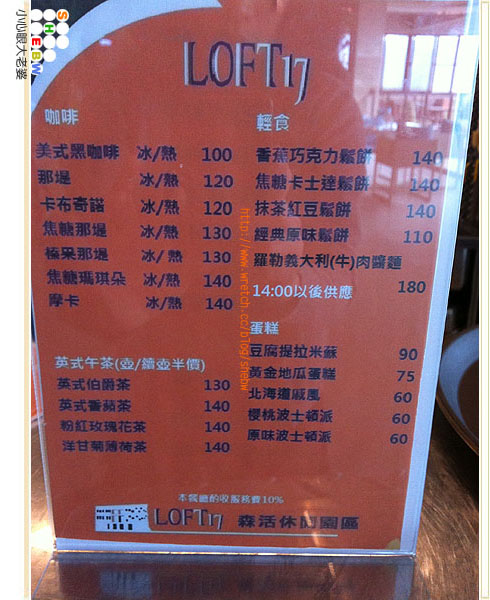 SHEBW
小心眼大老婆
LOFT17
咖啡
美式黑咖啡 冰/熱 100
那堤 冰/熱 120
卡布奇諾 冰/熱 120
焦糖那堤 冰/熱 130
榛果那堤 冰/熱 130
焦糖瑪琪朵 冰/熱 140
摩卡 冰/熱 140
英式午茶(壺/續壺半價)
英式伯爵茶 130
英式香蘋茶 140
粉紅玫瑰花茶 140
洋甘菊薄荷茶 140
輕食
香蕉巧克力鬆餅 140
焦糖卡士達鬆餅 140
抹茶紅豆鬆餅 140
經典原味鬆餅 110
羅勒義大利(牛)肉醬麵
14:00以後供應 180
蛋糕
豆腐提拉米蘇 90
黃金地瓜蛋糕 75
北海道戚風 60
櫻桃波士頓派 60
原味波士頓派 60
http://www.wretch.cc/blog/shebw
本餐廳酌收服務費10%
LOFT17 森活休閒園區